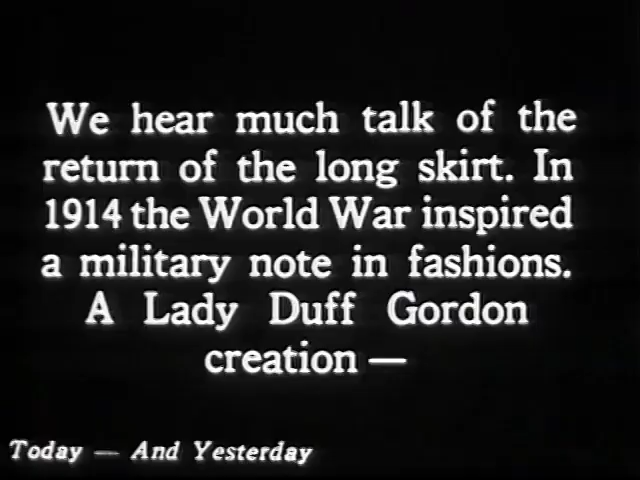 We hear much talk of the
return of the long skirt. In
1914 the World War inspired
a military note in fashions.
A Lady Duff Gordon
creation —
Today — And Yesterday